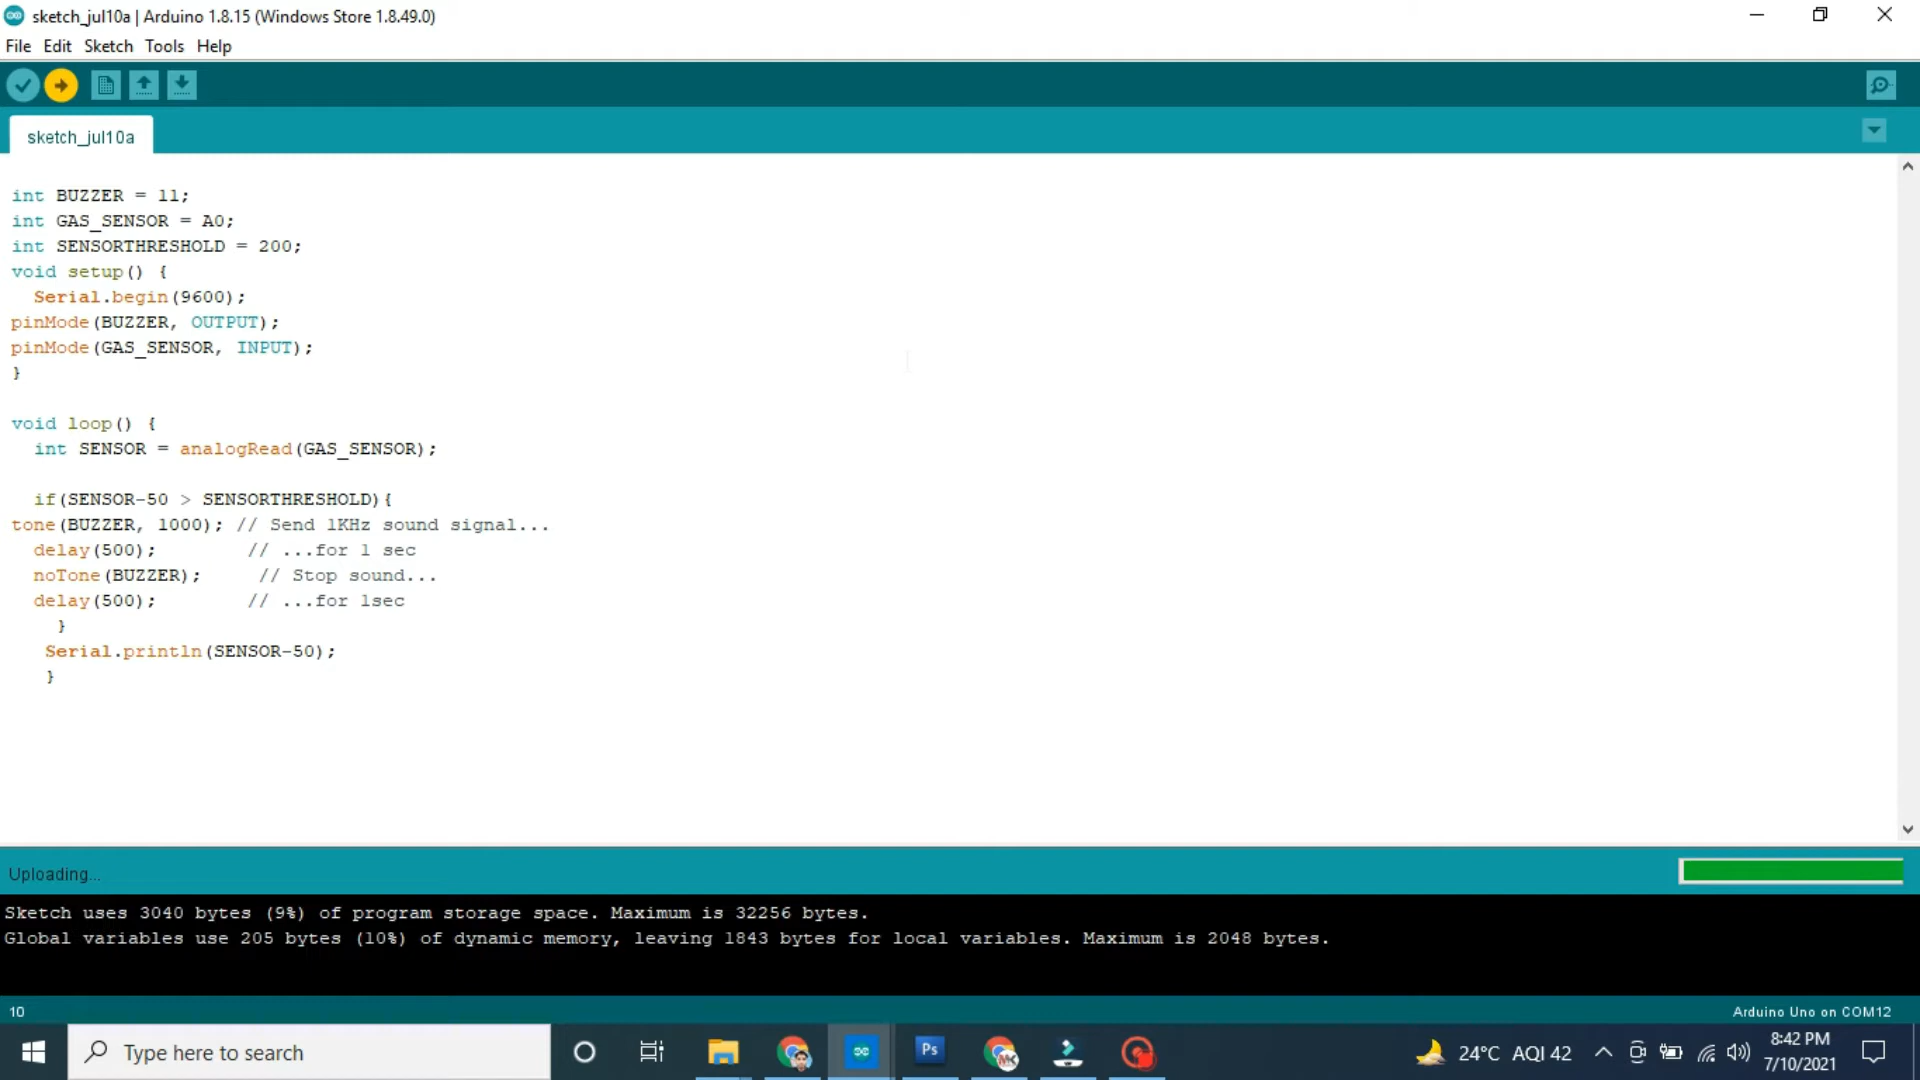 sketch_jul10a | Arduino 1.8.15 (Windows Store 1.8.49.0)
File Edit Sketch Tools Help
sketch_jul10a
int BUZZER = 11;
int GAS_SENSOR = A0;
int SENSORTHRESHOLD = 200;
void setup() {
  Serial.begin(9600);
pinMode(BUZZER, OUTPUT);
pinMode(GAS_SENSOR, INPUT);
}
void loop() {
  int SENSOR = analogRead(GAS_SENSOR);
  if(SENSOR-50 > SENSORTHRESHOLD){
tone(BUZZER, 1000); // Send 1KHz sound signal...
  delay(500);        // ...for 1 sec
  noTone(BUZZER);     // Stop sound...
  delay(500);        // ...for 1sec
    }
   Serial.println(SENSOR-50);
   }
Uploading...
Sketch uses 3040 bytes (9%) of program storage space. Maximum is 32256 bytes.
Global variables use 205 bytes (10%) of dynamic memory, leaving 1843 bytes for local variables. Maximum is 2048 bytes.
10
Arduino Uno on COM12
Type here to search
Ps
MK
24°C AQI 42
8:42 PM
7/10/2021